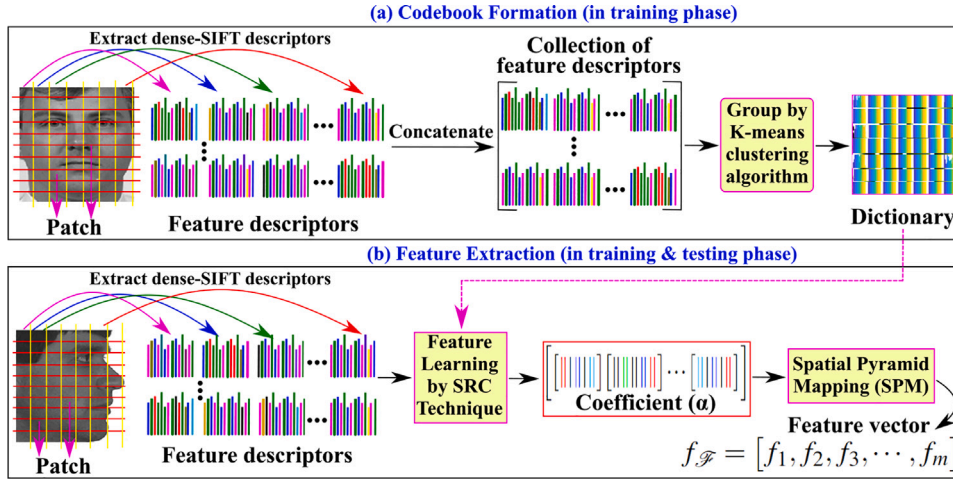 (a) Codebook Formation (in training phase)
Extract dense-SIFT descriptors
Patch
Feature descriptors
Concatenate
Collection of
feature descriptors
Group by
K-means
clustering
algorithm
Dictionary
(b) Feature Extraction (in training & testing phase)
Extract dense-SIFT descriptors
Patch
Feature descriptors
Feature
Learning
by SRC
Technique
Coefficient (α)
Spatial Pyramid
Mapping (SPM)
Feature vector
f_ℱ = [f₁, f₂, f₃, ⋯ , fₘ]